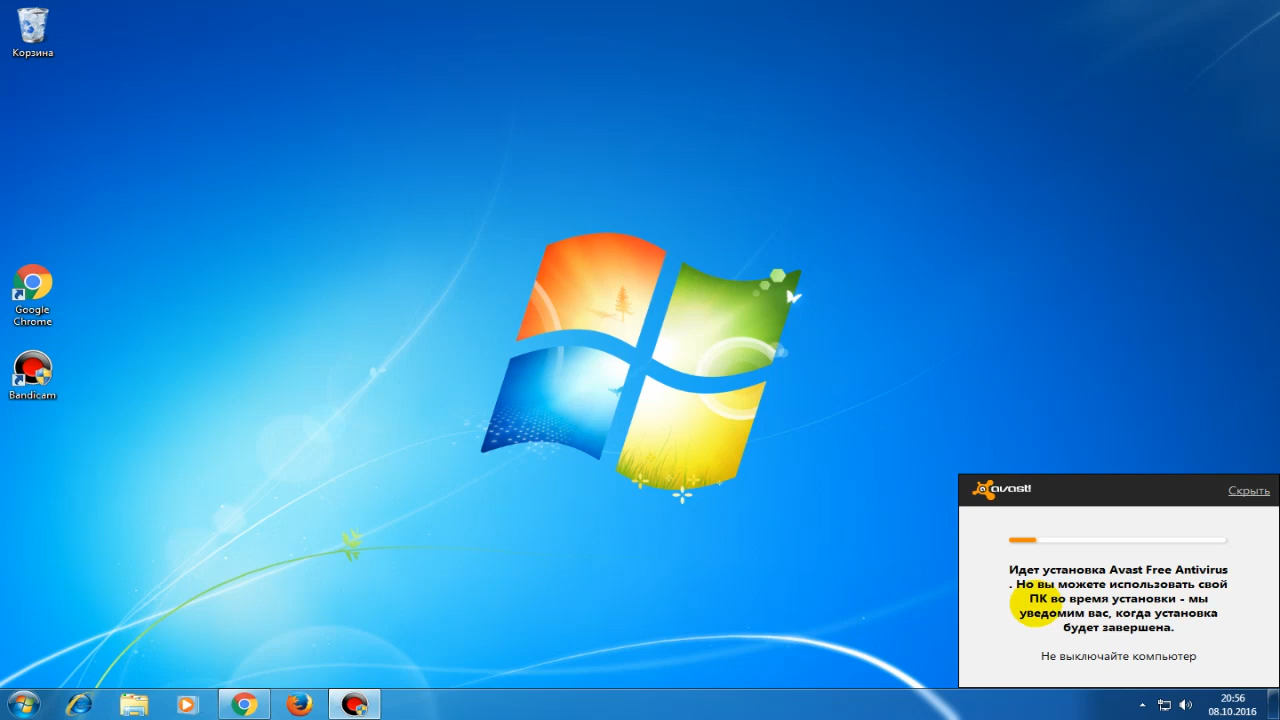 Корзина
Google
Chrome
Bandicam
avast!
Скрыть
Идет установка Avast Free Antivirus
. Но вы можете использовать свой
ПК во время установки - мы
уведомим вас, когда установка
будет завершена.
Не выключайте компьютер
20:56
08.10.2016